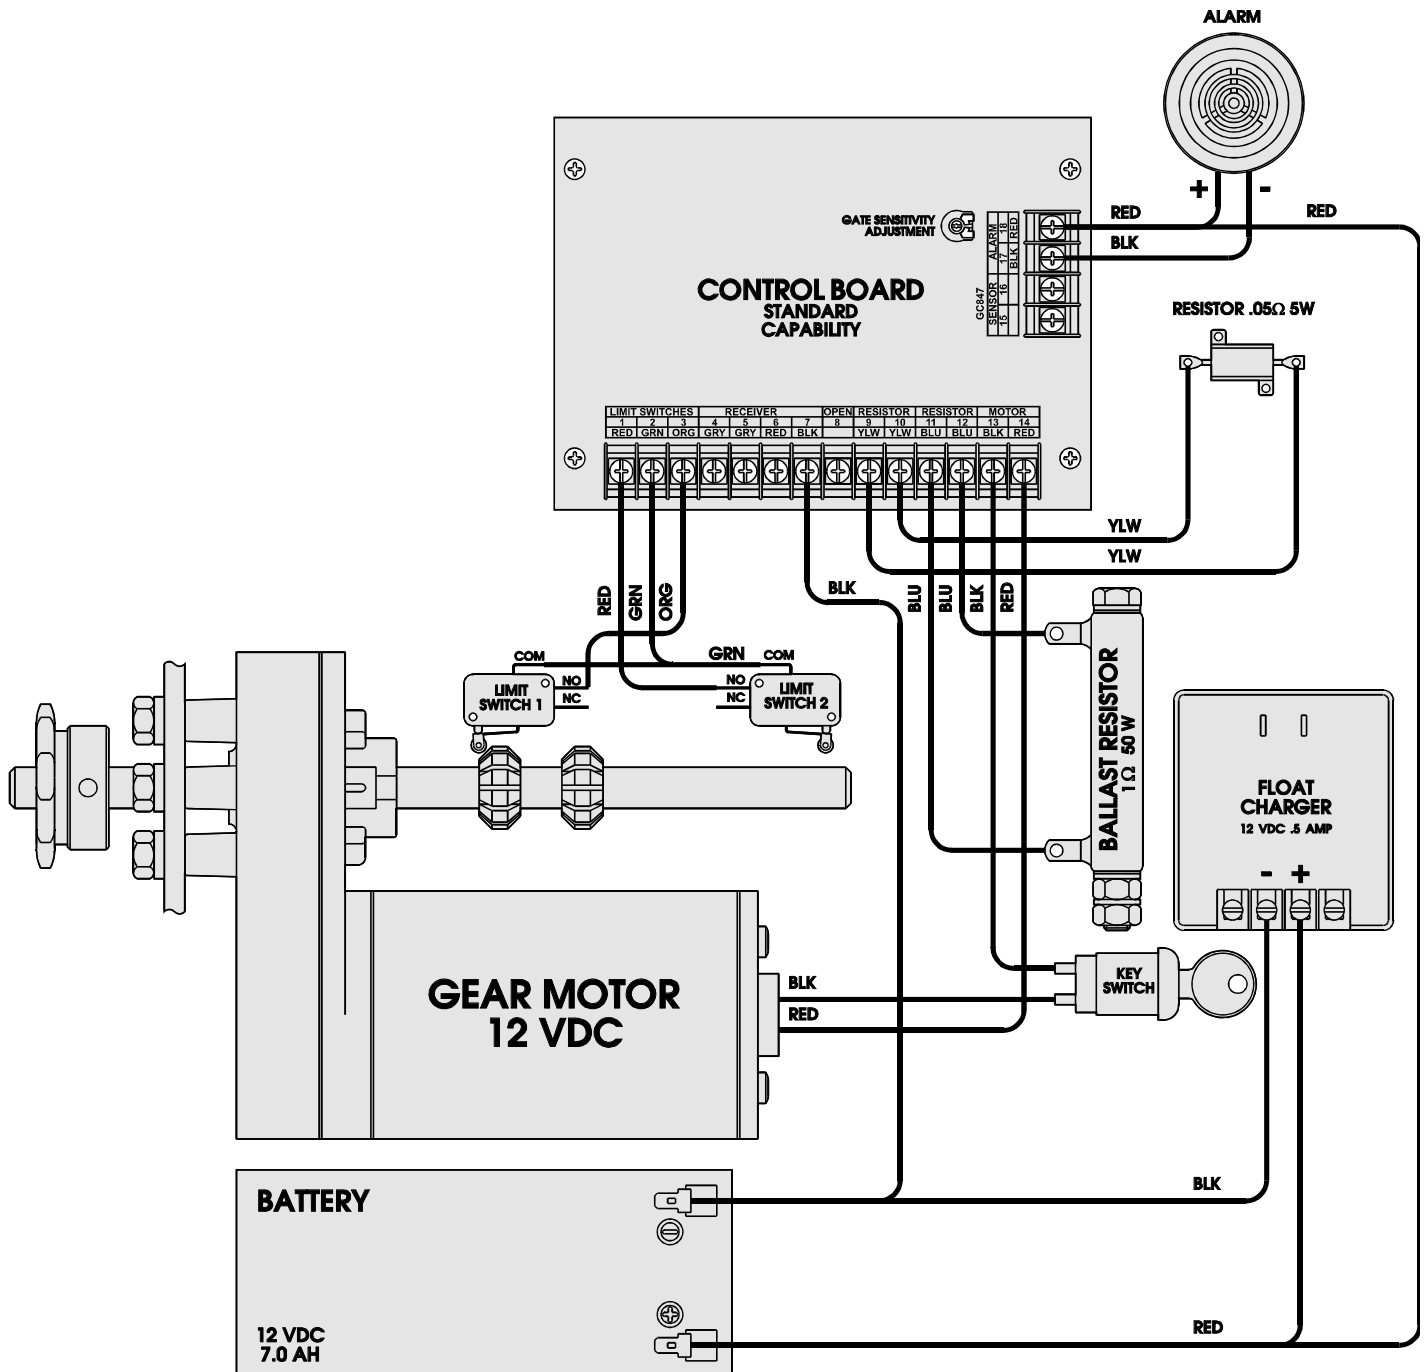 ALARM
+ -
RED RED
BLK
GATE SENSITIVITY
ADJUSTMENT
ALARM
18 RED
17 BLK
SENSOR
16
15
GC847
CONTROL BOARD
STANDARD
CAPABILITY
RESISTOR .05Ω 5W
LIMIT SWITCHES RECEIVER OPEN RESISTOR RESISTOR MOTOR
1 2 3 4 5 6 7 8 9 10 11 12 13 14
RED GRN ORG GRY GRY RED BLK YLW YLW BLU BLU BLK RED
YLW
YLW
RED
GRN
ORG
BLK
BLU
BLU
BLK
RED
COM GRN COM
NO NO
NC NC
LIMIT
SWITCH 1
LIMIT
SWITCH 2
BALLAST RESISTOR
1 Ω 50 W
FLOAT
CHARGER
12 VDC .5 AMP
- +
KEY
SWITCH
GEAR MOTOR
12 VDC
BLK
RED
BATTERY
BLK
12 VDC
7.0 AH
RED